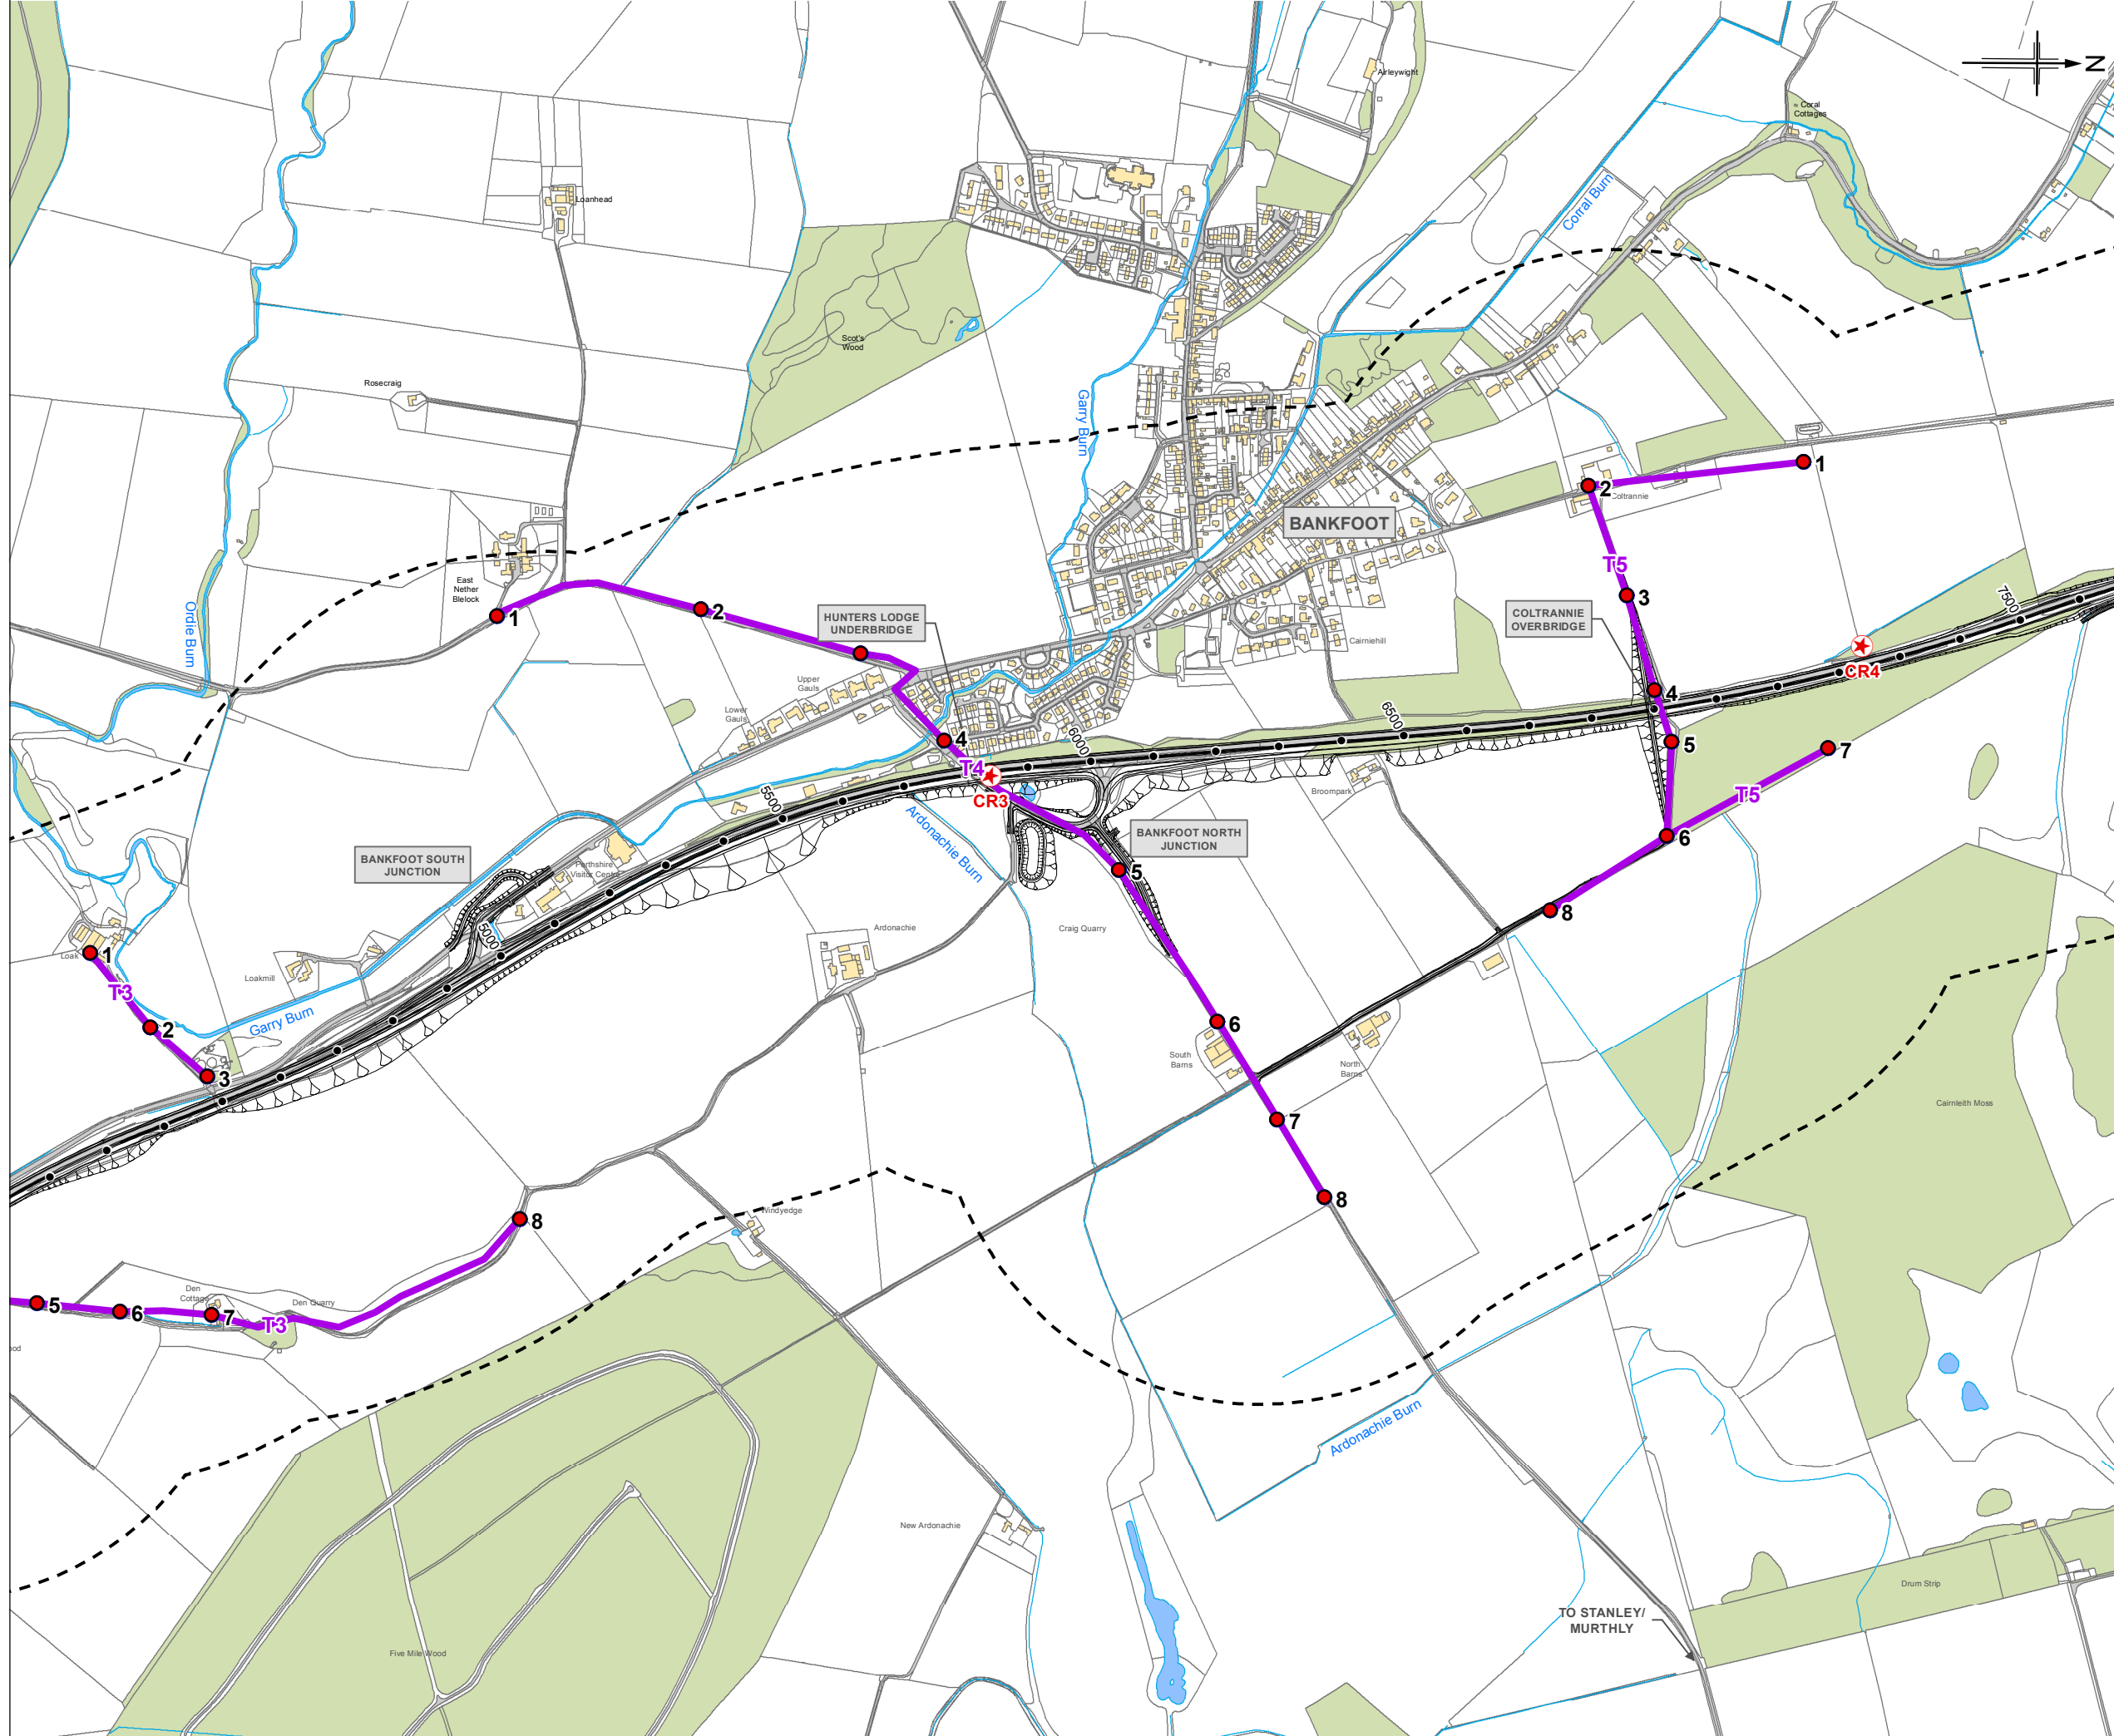 Airleywight
N
Coral
Cottages
Loanhead
Corral Burn
Scot's
Wood
Rosecraig
Garry Burn
1
2
Coltrannie
BANKFOOT
T5
East
Nether
Blelock
1
2
3
7500
HUNTERS LODGE
UNDERBRIDGE
COLTRANNIE
OVERBRIDGE
Ordie Burn
Cairniehill
CR4
Upper
Gauls
Lower
Gauls
4
6500
6000
4
5
7
T4
CR3
5500
Broompark
T5
Ardonachie Burn
BANKFOOT NORTH
JUNCTION
6
BANKFOOT SOUTH
JUNCTION
Perthshire
Visitor Centre
5
8
5000
Ardonachie
Craig Quarry
Loak
1
Loakmill
T3
2
Garry Burn
6
South
Barns
North
Barns
3
7
Cairnleith Moss
8
Windyedge
8
Den
Cottage
Den Quarry
5
6
7
T3
ood
Ardonachie Burn
New Ardonachie
Drum Strip
TO STANLEY/
MURTHLY
Five Mile Wood